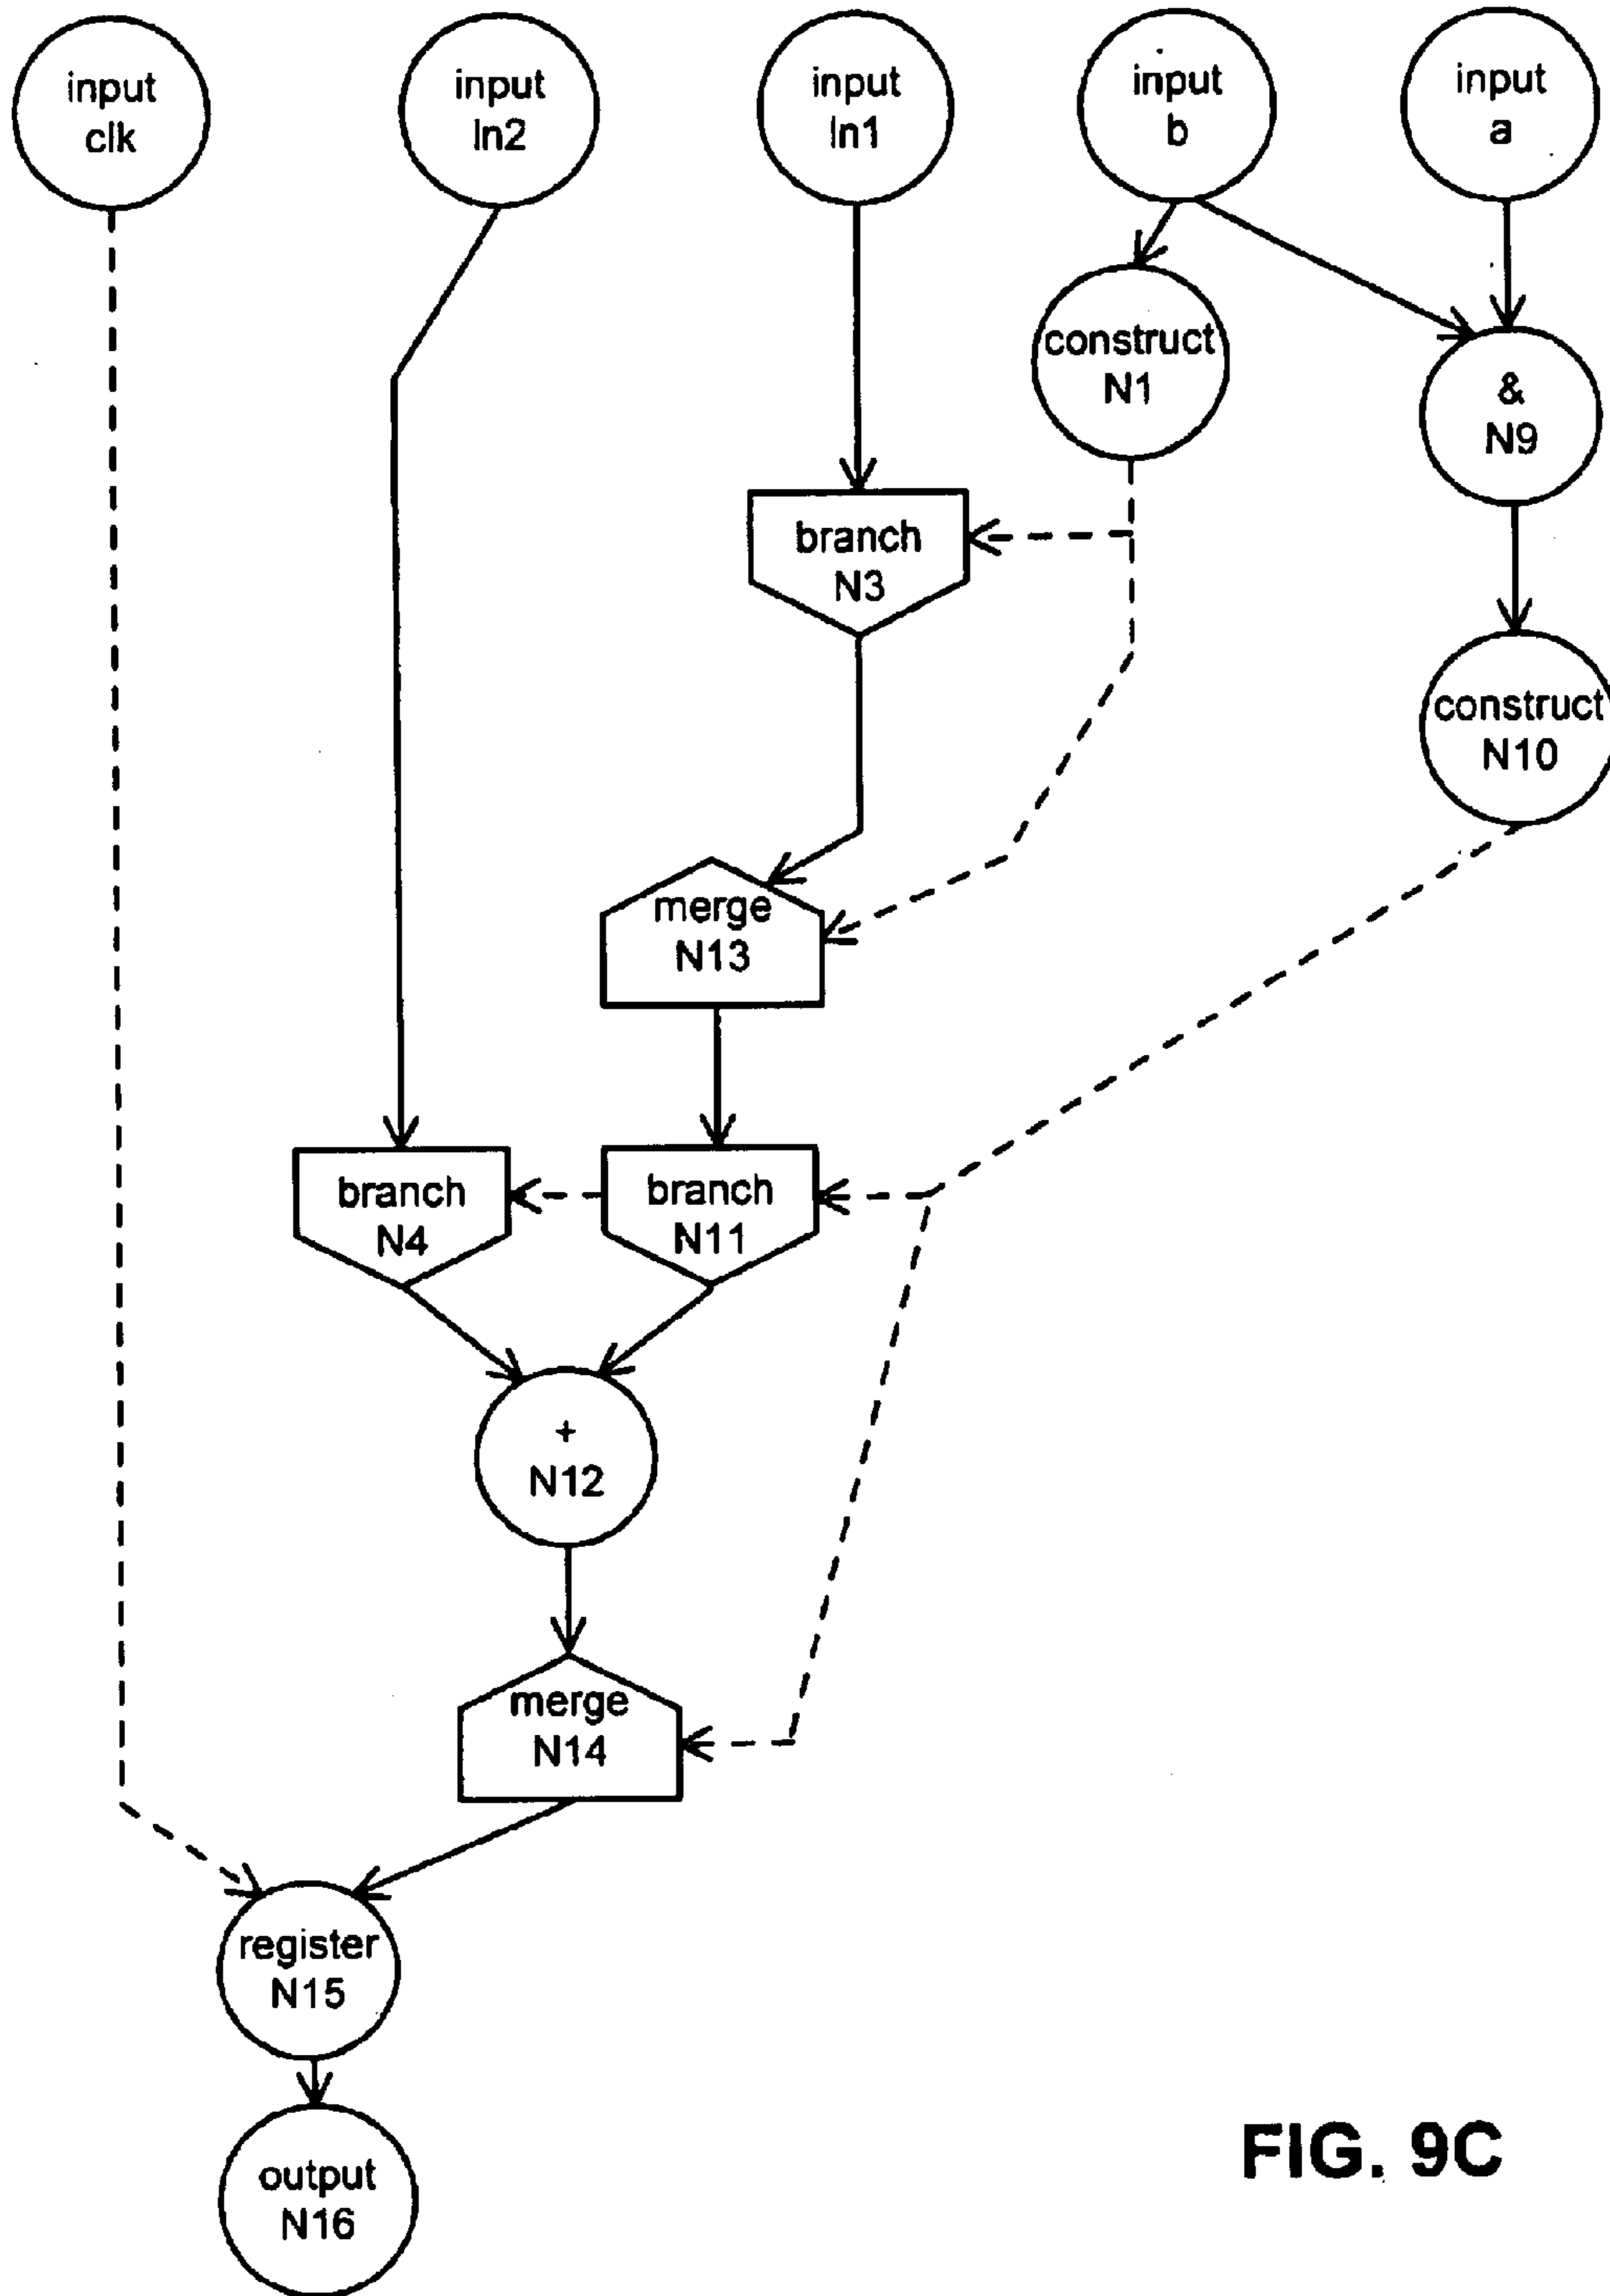 input
clk
input
In2
input
In1
input
b
input
a
construct
N1
&
N9
branch
N3
construct
N10
merge
N13
branch
N4
branch
N11
+
N12
merge
N14
register
N15
output
N16
FIG. 9C